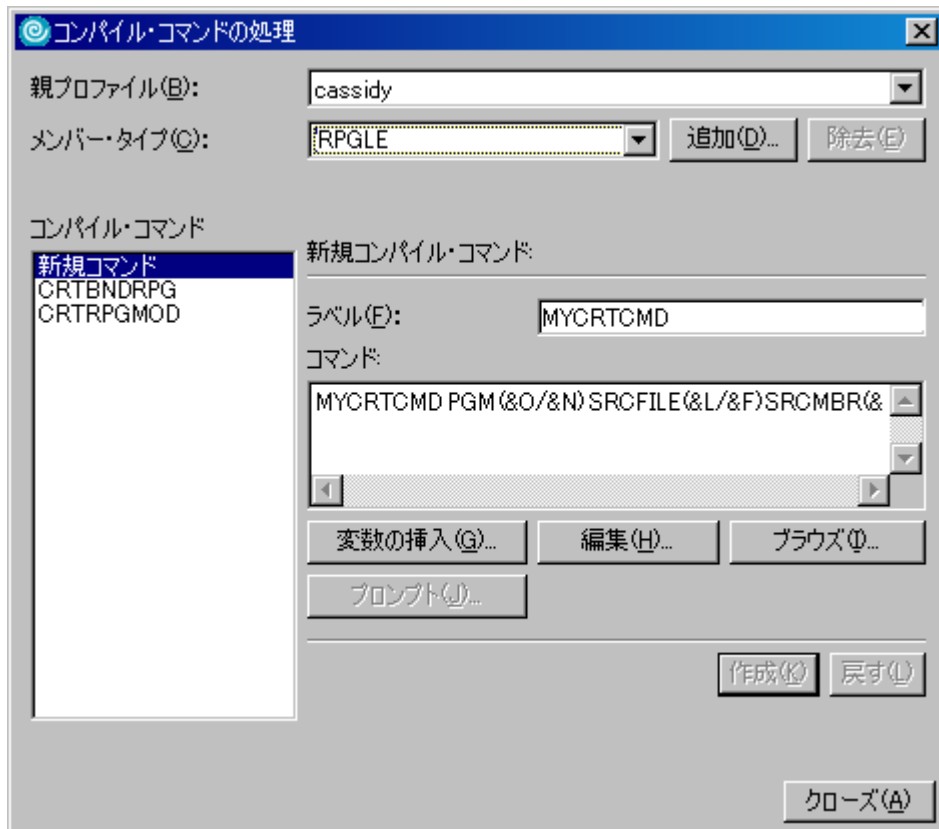 コンパイル・コマンドの処理
親プロファイル(B): cassidy
メンバー・タイプ(C): RPGLE 追加(D)... 除去(E)
コンパイル・コマンド
新規コマンド
CRTBNDRPG
CRTRPGMOD
新規コンパイル・コマンド:
ラベル(F): MYCRTCMD
コマンド:
MYCRTCMD PGM(&O/&N) SRCFILE(&L/&F)SRCMBR(&
変数の挿入(G)... 編集(H)... ブラウズ(I)...
プロンプト(J)...
作成(K) 戻す(L)
クローズ(A)